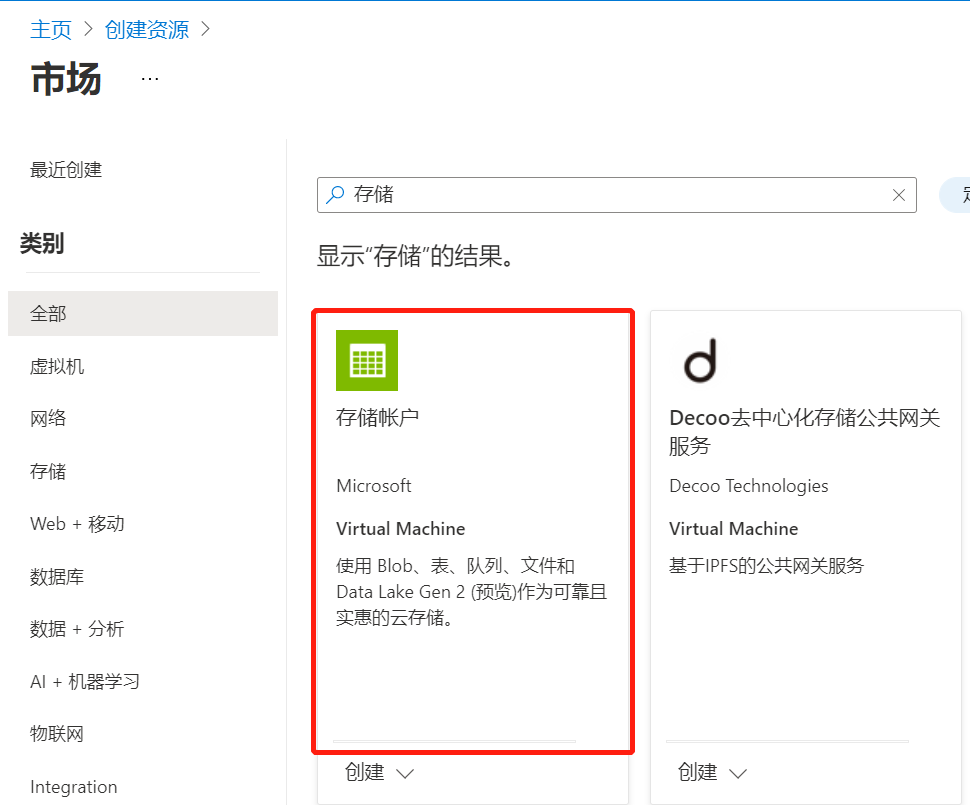 主页 > 创建资源 >
市场 ...
最近创建
类别
全部
虚拟机
网络
存储
Web + 移动
数据库
数据 + 分析
AI + 机器学习
物联网
Integration
存储
显示“存储”的结果。
存储帐户
Microsoft
Virtual Machine
使用 Blob、表、队列、文件和
Data Lake Gen 2 (预览)作为可靠且
实惠的云存储。
创建
Decoo去中心化存储公共网关
服务
Decoo Technologies
Virtual Machine
基于IPFS的公共网关服务
创建